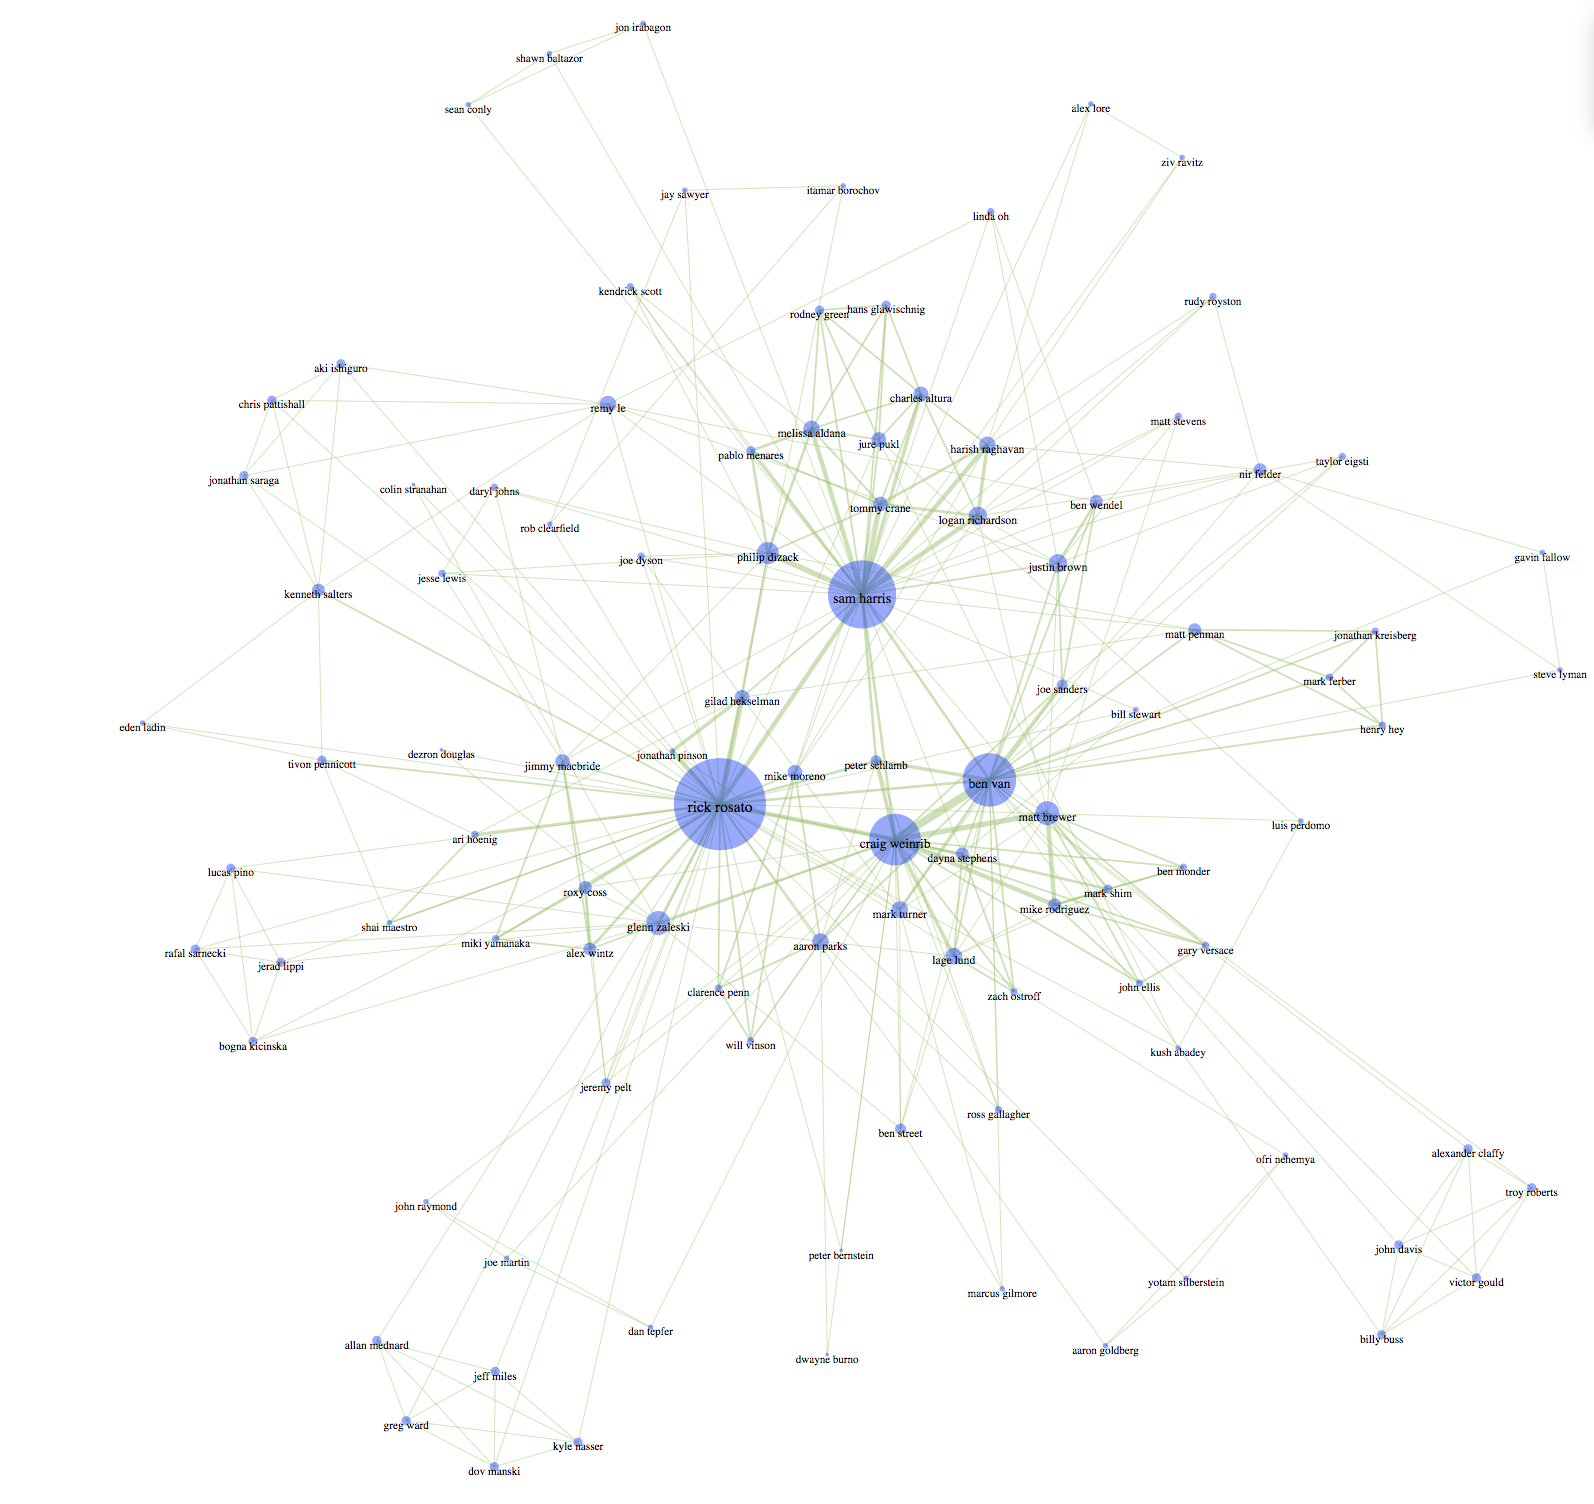 jon irabagon
shawn baltazor
sean conly
alex lore
ziv ravitz
jay sawyer
itamar borochov
linda oh
kendrick scott
rodney green
hans glawischnig
rudy royston
aki ishiguro
chris pattishall
remy le
charles altura
matt stevens
melissa aldana
jure pukl
pablo menares
harish raghavan
taylor eigsti
nir felder
jonathan saraga
colin stranahan
daryl johns
rob clearfield
tommy crane
logan richardson
ben wendel
joe dyson
philip dizack
justin brown
gavin fallow
jesse lewis
kenneth salters
sam harris
matt penman
jonathan kreisberg
mark ferber
steve lyman
joe sanders
gilad hekselman
bill stewart
henry hey
eden ladin
dezron douglas
jonathan pinson
tivon pennicott
jimmy macbride
mike moreno
peter schlamb
ben van
rick rosato
matt brewer
luis perdomo
ari hoenig
craig weinrib
dayna stephens
lucas pino
ben monder
roxy coss
mark shim
mike rodriguez
mark turner
shai maestro
glenn zaleski
miki yamanaka
alex wintz
aaron parks
rafal sarnecki
jerad lippi
lage lund
gary versace
clarence penn
zach ostroff
john ellis
bogna kicinska
will vinson
kush abadey
jeremy pelt
ross gallagher
ben street
ofri nehemya
alexander claffy
troy roberts
john raymond
joe martin
peter bernstein
john davis
yotam silberstein
victor gould
marcus gilmore
dan tepfer
billy buss
allan mednard
aaron goldberg
dwayne burno
jeff miles
greg ward
kyle nasser
dov manski